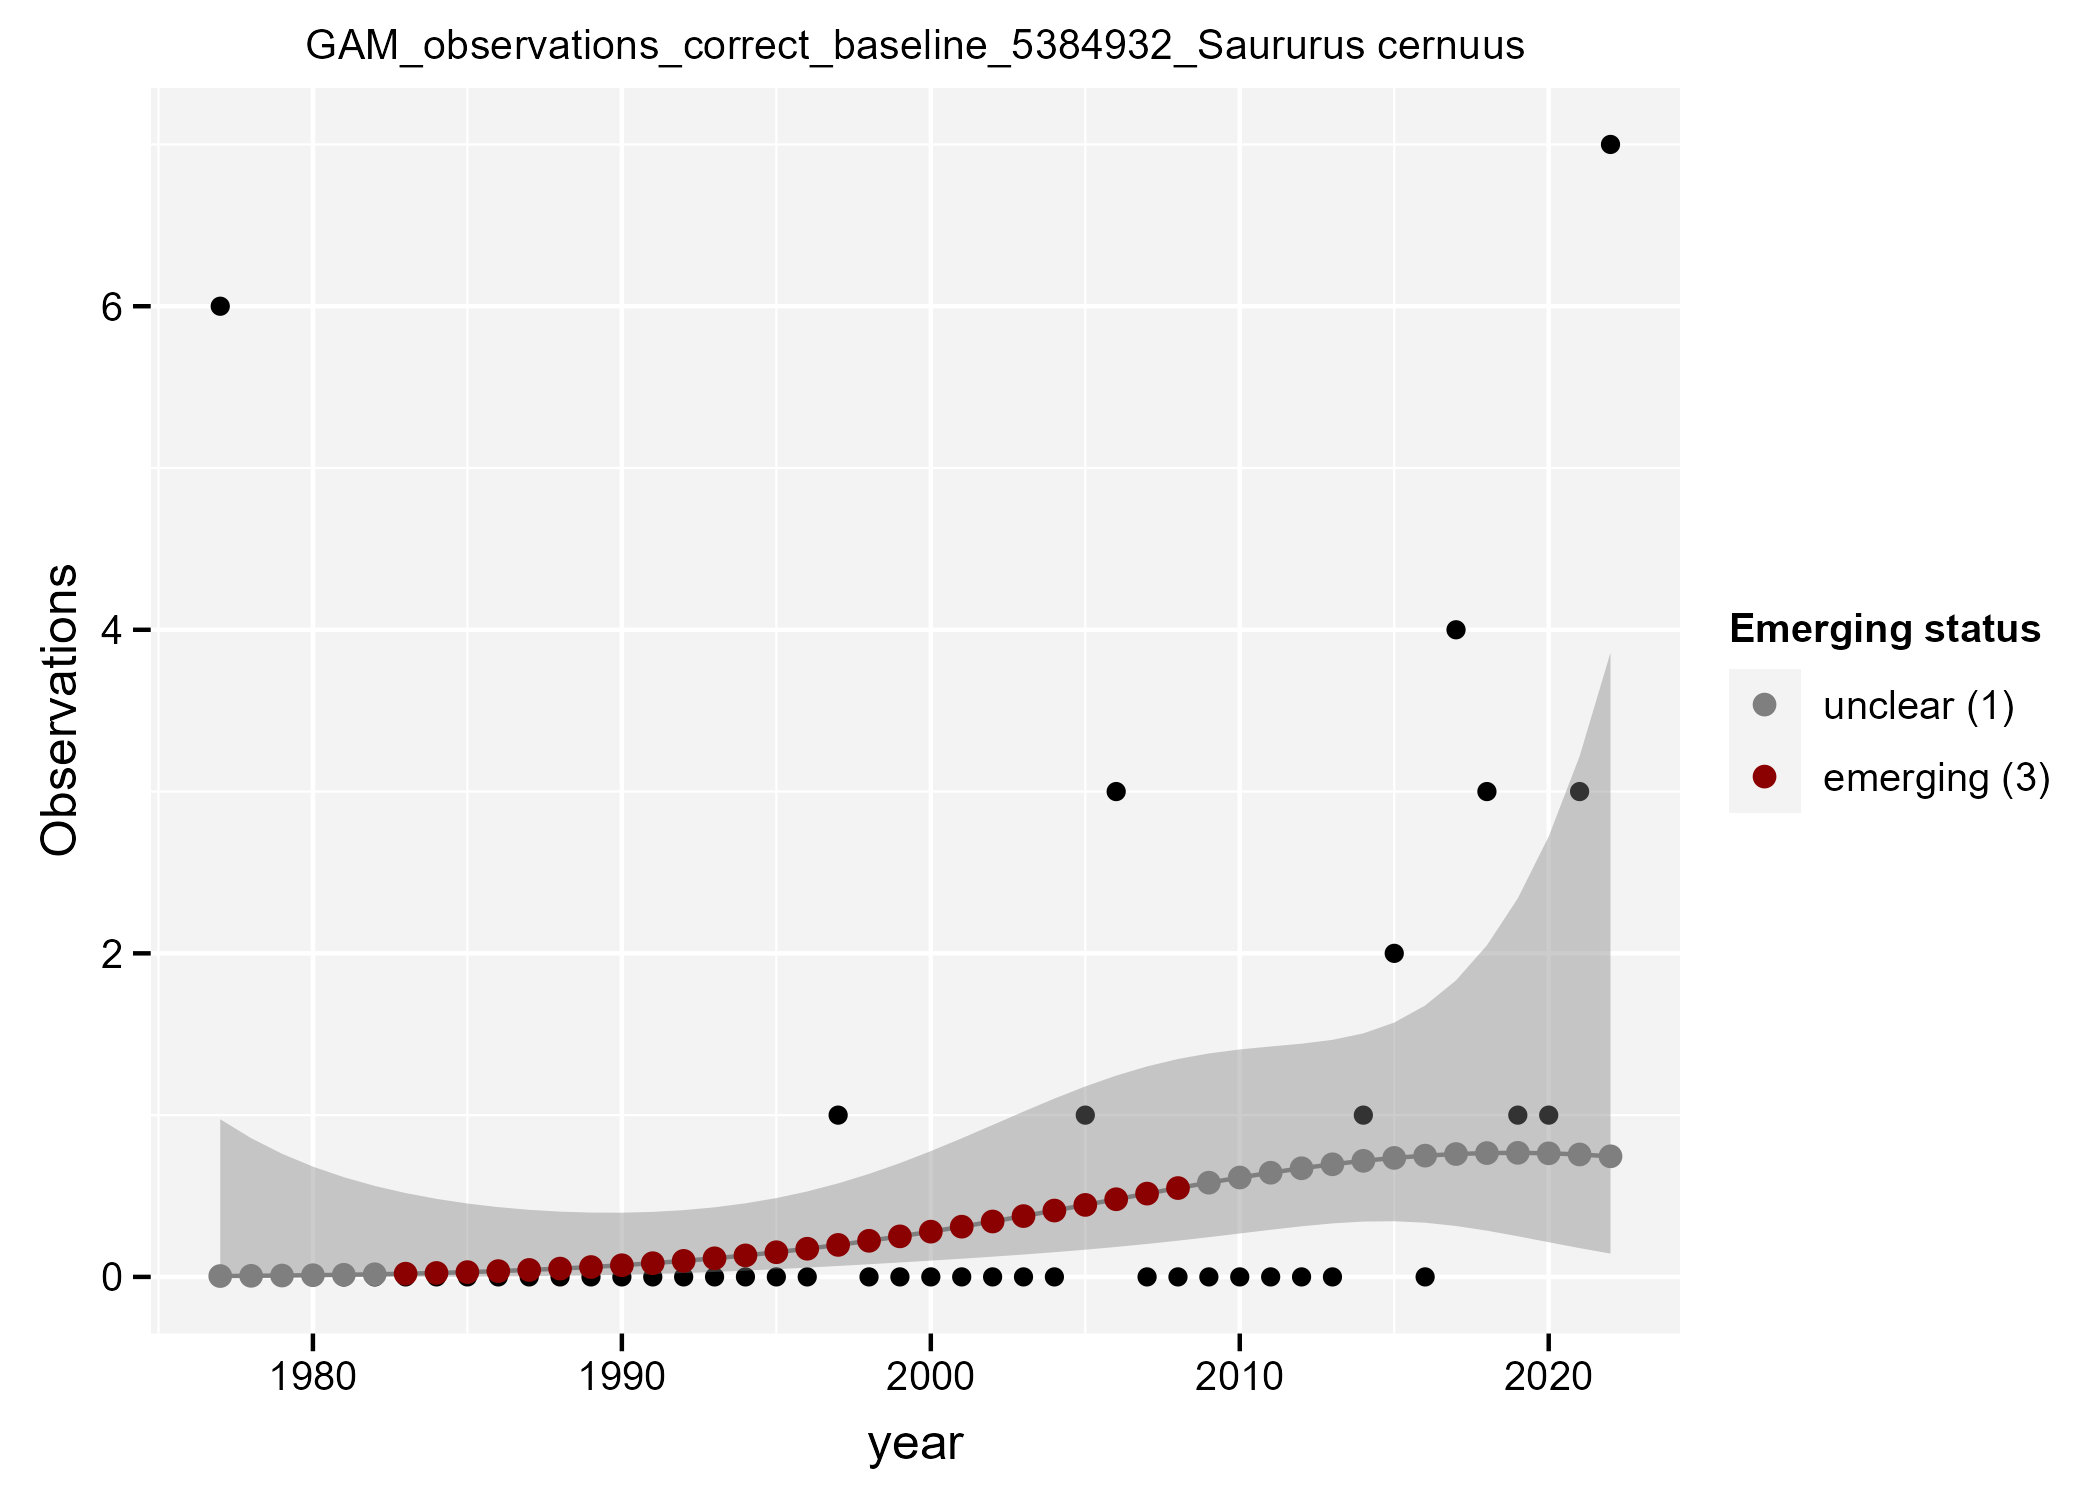 GAM_observations_correct_baseline_5384932_Saururus cernuus
Observations
6
4
2
0
1980 1990 2000 2010 2020
year
Emerging status
unclear (1)
emerging (3)